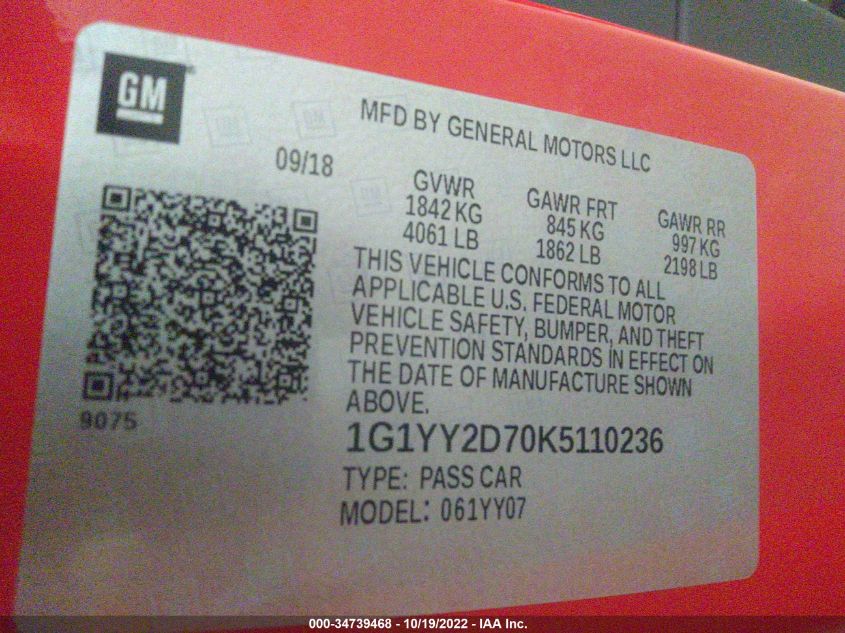 GM
MFD BY GENERAL MOTORS LLC
09/18
GVWR
1842 KG
4061 LB
GAWR FRT
845 KG
1862 LB
GAWR RR
997 KG
2198 LB
THIS VEHICLE CONFORMS TO ALL
APPLICABLE U.S. FEDERAL MOTOR
VEHICLE SAFETY, BUMPER, AND THEFT
PREVENTION STANDARDS IN EFFECT ON
THE DATE OF MANUFACTURE SHOWN
ABOVE.
9075
1G1YY2D70K5110236
TYPE: PASS CAR
MODEL: 061YY07
000-34739468 - 10/19/2022 - IAA Inc.